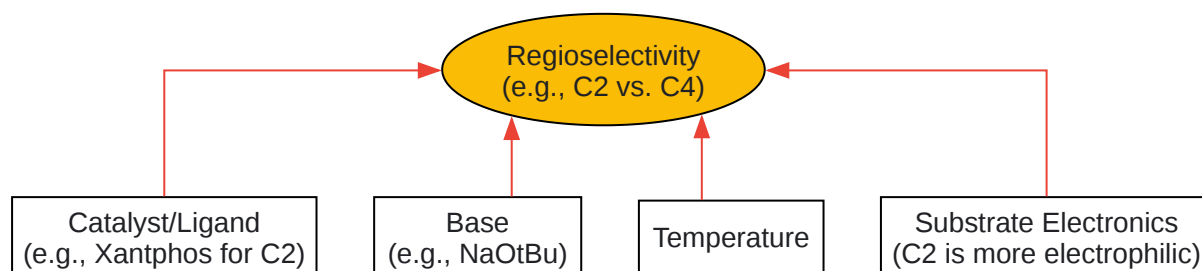 Regioselectivity
(e.g., C2 vs. C4)
Catalyst/Ligand
(e.g., Xantphos for C2)
Base
(e.g., NaOtBu)
Temperature
Substrate Electronics
(C2 is more electrophilic)